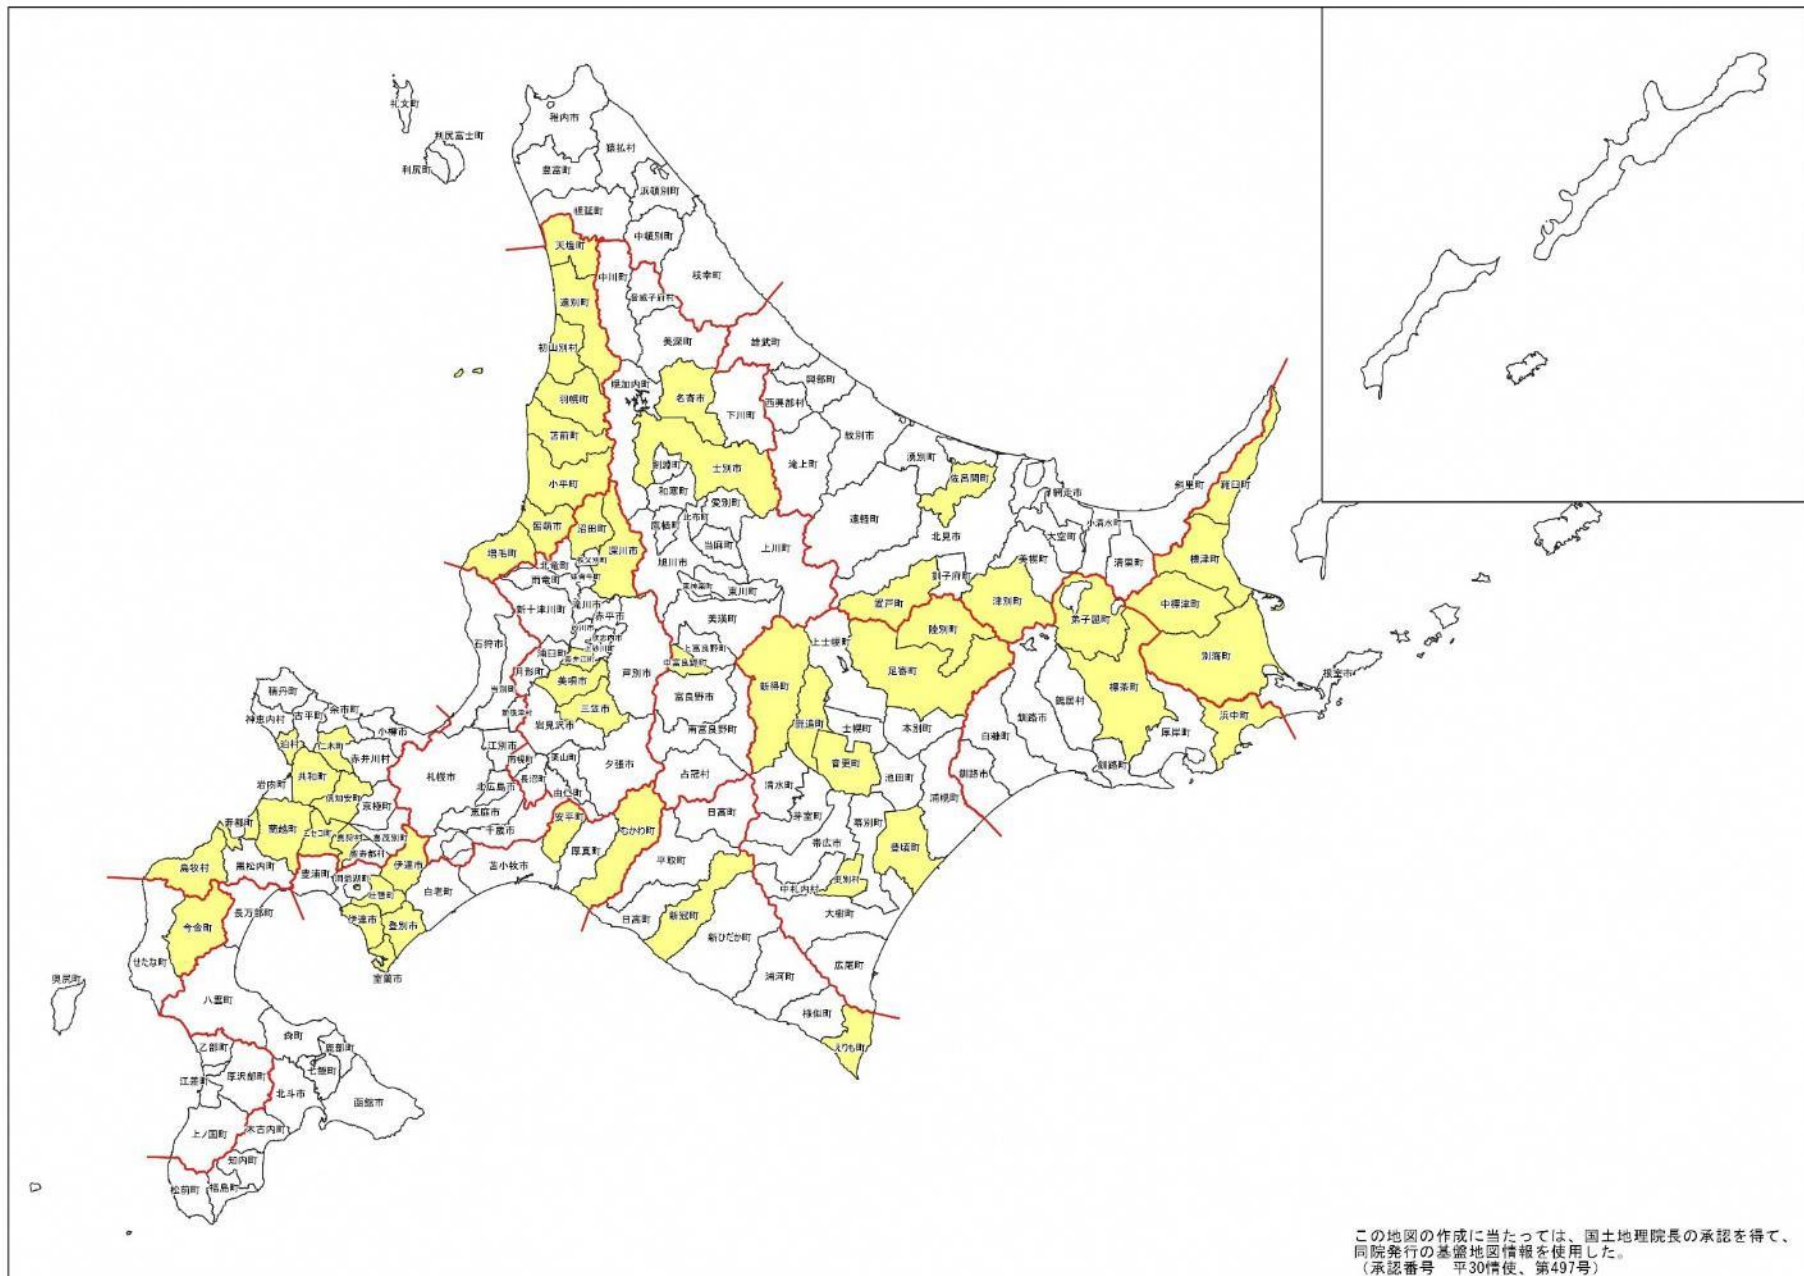 礼文町
利尻富士町
利尻町
稚内市
猿払村
豊富町
浜頓別町
幌延町
中頓別町
天塩町
中川町
枝幸町
音威子府村
遠別町
美深町
雄武町
初山別村
幌加内町
興部町
名寄市
西興部村
羽幌町
下川町
苫前町
紋別市
湧別町
滝上町
剣淵町
士別市
佐呂間町
小平町
和寒町
斜里町
羅臼町
網走市
愛別町
遠軽町
小清水町
留萌市
沼田町
比布町
鷹栖町
北見市
大空町
増毛町
深川市
当麻町
上川町
美幌町
清里町
標津町
秩父別町
旭川市
北竜町
訓子府町
雨竜町
東神楽町
東川町
置戸町
津別町
中標津町
新十津川町
滝川市
赤平市
美瑛町
弟子屈町
陸別町
石狩市
砂川市
歌志内市
上砂川町
上富良野町
上士幌町
別海町
浦臼町
奈井江町
中富良野町
足寄町
月形町
芦別市
根室市
美唄市
新得町
標茶町
当別町
富良野市
鶴居村
積丹町
三笠市
浜中町
余市町
新篠津村
神恵内村
古平町
岩見沢市
鹿追町
釧路市
小樽市
南富良野町
士幌町
本別町
厚岸町
白糠町
泊村
仁木町
江別市
赤井川村
南幌町
栗山町
夕張市
音更町
釧路町
共和町
札幌市
長沼町
占冠村
池田町
釧路市
岩内町
北広島市
清水町
倶知安町
由仁町
浦幌町
京極町
恵庭市
日高町
芽室町
寿都町
安平町
幕別町
蘭越町
ニセコ町
真狩村
喜茂別町
千歳市
むかわ町
帯広市
豊頃町
留寿都村
厚真町
島牧村
黒松内町
伊達市
苫小牧市
平取町
豊浦町
洞爺湖町
白老町
更別村
中札内村
壮瞥町
長万部町
伊達市
日高町
新冠町
大樹町
今金町
登別市
新ひだか町
せたな町
広尾町
室蘭市
浦河町
奥尻町
八雲町
様似町
森町
えりも町
乙部町
鹿部町
七飯町
江差町
厚沢部町
北斗市
函館市
上ノ国町
木古内町
知内町
松前町
福島町
この地図の作成に当たっては、国土地理院長の承認を得て、
同院発行の基盤地図情報を使用した。
（承認番号　平30情使、第497号）